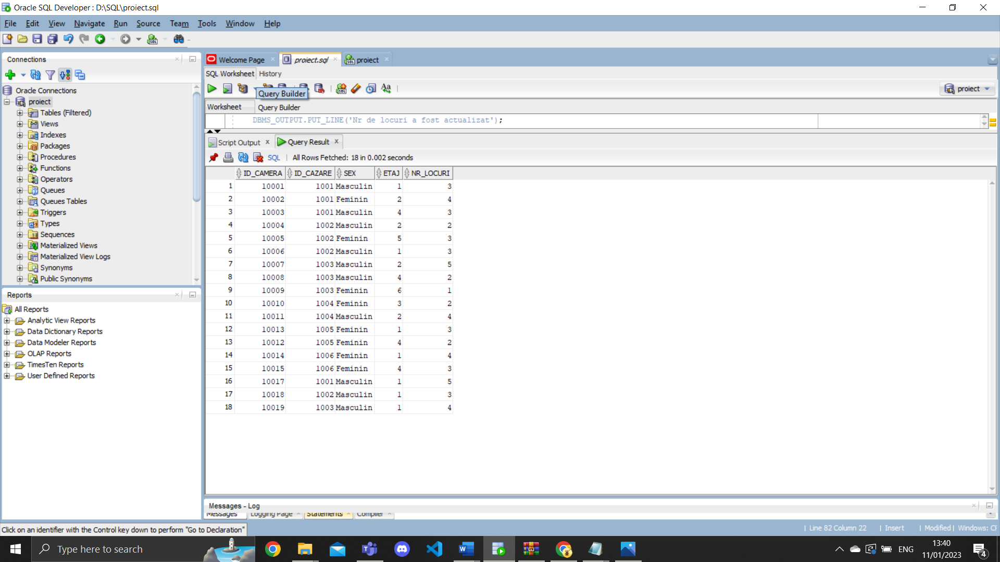 Oracle SQL Developer : D:\SQL\proiect.sql
File Edit View Navigate Run Source Team Tools Window Help
Connections
Oracle Connections
proiect
Tables (Filtered)
Views
Indexes
Packages
Procedures
Functions
Operators
Queues
Queues Tables
Triggers
Types
Sequences
Materialized Views
Materialized View Logs
Synonyms
Public Synonyms
Reports
All Reports
Analytic View Reports
Data Dictionary Reports
Data Modeler Reports
OLAP Reports
TimesTen Reports
User Defined Reports
Welcome Page proiect.sql proiect
SQL Worksheet History
Query Builder
proiect
Worksheet Query Builder
DBMS_OUTPUT.PUT_LINE('Nr de locuri a fost actualizat');
Script Output Query Result
SQL | All Rows Fetched: 18 in 0.002 seconds
ID_CAMERA ID_CAZARE SEX ETAJ NR_LOCURI
1 10001 1001 Masculin 1 3
2 10002 1001 Feminin 2 4
3 10003 1001 Masculin 4 3
4 10004 1002 Masculin 2 2
5 10005 1002 Feminin 5 3
6 10006 1002 Masculin 1 3
7 10007 1003 Masculin 2 5
8 10008 1003 Masculin 4 2
9 10009 1003 Feminin 6 1
10 10010 1004 Feminin 3 2
11 10011 1004 Masculin 2 4
12 10013 1005 Feminin 1 3
13 10012 1005 Feminin 4 2
14 10014 1006 Feminin 1 4
15 10015 1006 Feminin 4 3
16 10017 1001 Masculin 1 5
17 10018 1002 Masculin 1 3
18 10019 1003 Masculin 1 4
Messages - Log
Messages Logging Page Statements Compiler
Click on an identifier with the Control key down to perform "Go to Declaration"
| Line 82 Column 22 | Insert | Modified | Windows: CF
Type here to search
ENG
13:40
11/01/2023
4